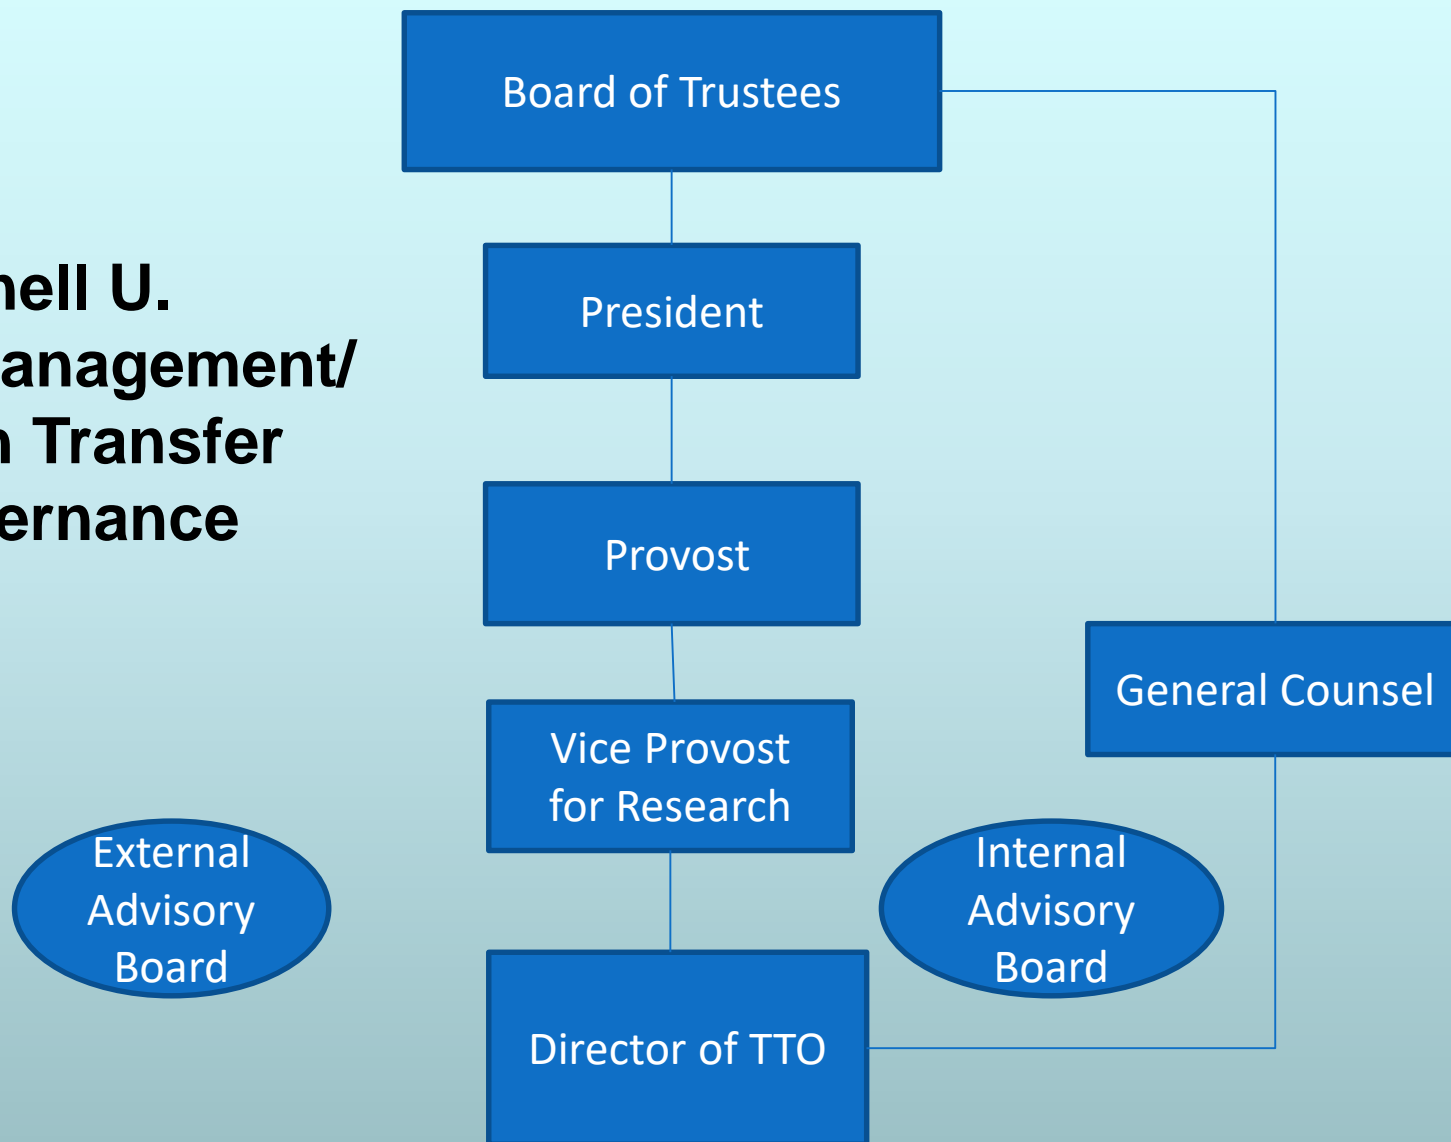 Board of Trustees
nell U.
anagement/
n Transfer
ernance
President
Provost
General Counsel
Vice Provost
for Research
External
Advisory
Board
Internal
Advisory
Board
Director of TTO